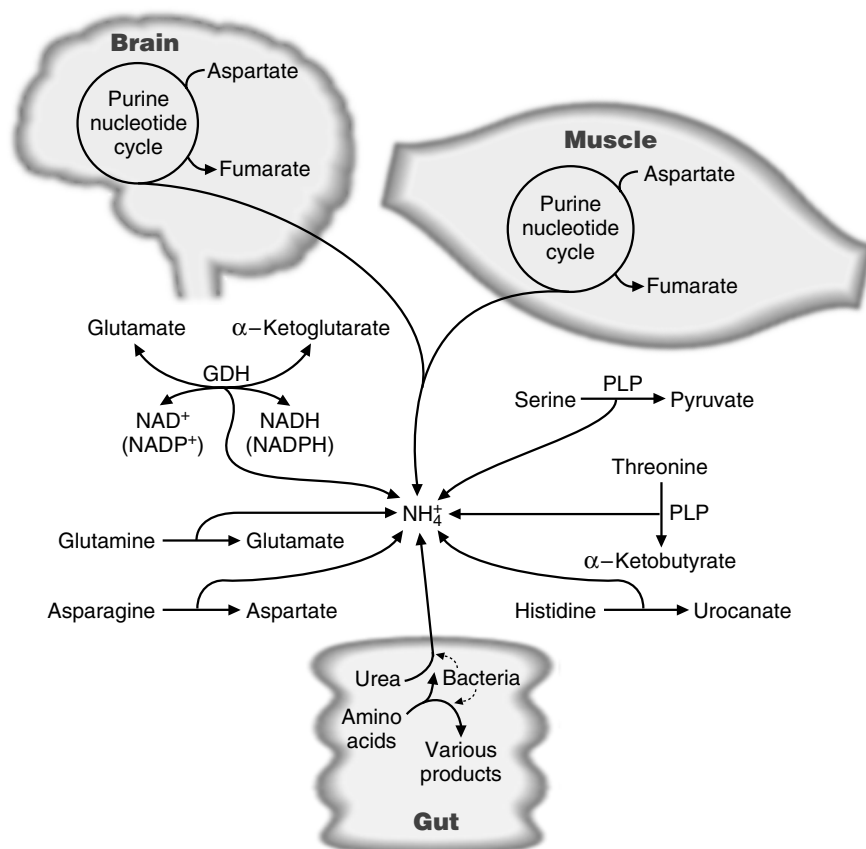 Brain
Aspartate
Purine
nucleotide
cycle
Fumarate
Muscle
Aspartate
Purine
nucleotide
cycle
Fumarate
Glutamate
α–Ketoglutarate
GDH
NAD⁺
(NADP⁺)
NADH
(NADPH)
Serine
PLP
Pyruvate
Threonine
PLP
α–Ketobutyrate
NH₄⁺
Glutamine
Glutamate
Asparagine
Aspartate
Histidine
Urocanate
Urea
Bacteria
Amino
acids
Various
products
Gut